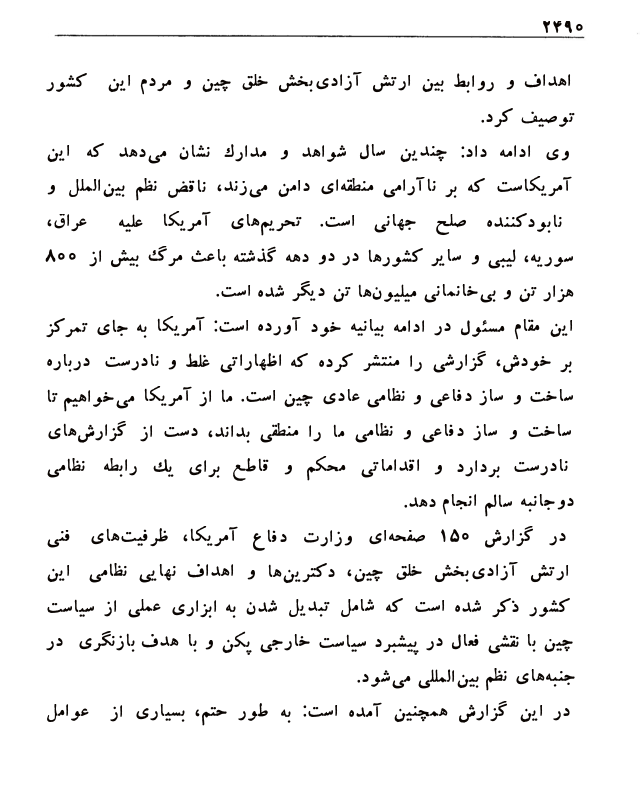 ۲۴۹۰
اهداف و روابط بین ارتش آزادی‌بخش خلق چین و مردم این کشور
توصیف کرد.
وی ادامه داد: چندین سال شواهد و مدارك نشان می‌دهد که این
آمریکاست که بر ناآرامی منطقه‌ای دامن می‌زند، ناقض نظم بین‌الملل و
نابودکننده صلح جهانی است. تحریم‌های آمریکا علیه عراق،
سوریه، لیبی و سایر کشورها در دو دهه گذشته باعث مرگ بیش از ۸۰۰
هزار تن و بی‌خانمانی میلیون‌ها تن دیگر شده است.
این مقام مسئول در ادامه بیانیه خود آورده است: آمریکا به جای تمرکز
بر خودش، گزارشی را منتشر کرده که اظهاراتی غلط و نادرست درباره
ساخت و ساز دفاعی و نظامی عادی چین است. ما از آمریکا می‌خواهیم تا
ساخت و ساز دفاعی و نظامی ما را منطقی بداند، دست از گزارش‌های
نادرست بردارد و اقداماتی محکم و قاطع برای یك رابطه نظامی
دوجانبه سالم انجام دهد.
در گزارش ۱۵۰ صفحه‌ای وزارت دفاع آمریکا، ظرفیت‌های فنی
ارتش آزادی‌بخش خلق چین، دکترین‌ها و اهداف نهایی نظامی این
کشور ذکر شده است که شامل تبدیل شدن به ابزاری عملی از سیاست
چین با نقشی فعال در پیشبرد سیاست خارجی پکن و با هدف بازنگری در
جنبه‌های نظم بین‌المللی می‌شود.
در این گزارش همچنین آمده است: به طور حتم، بسیاری از عوامل